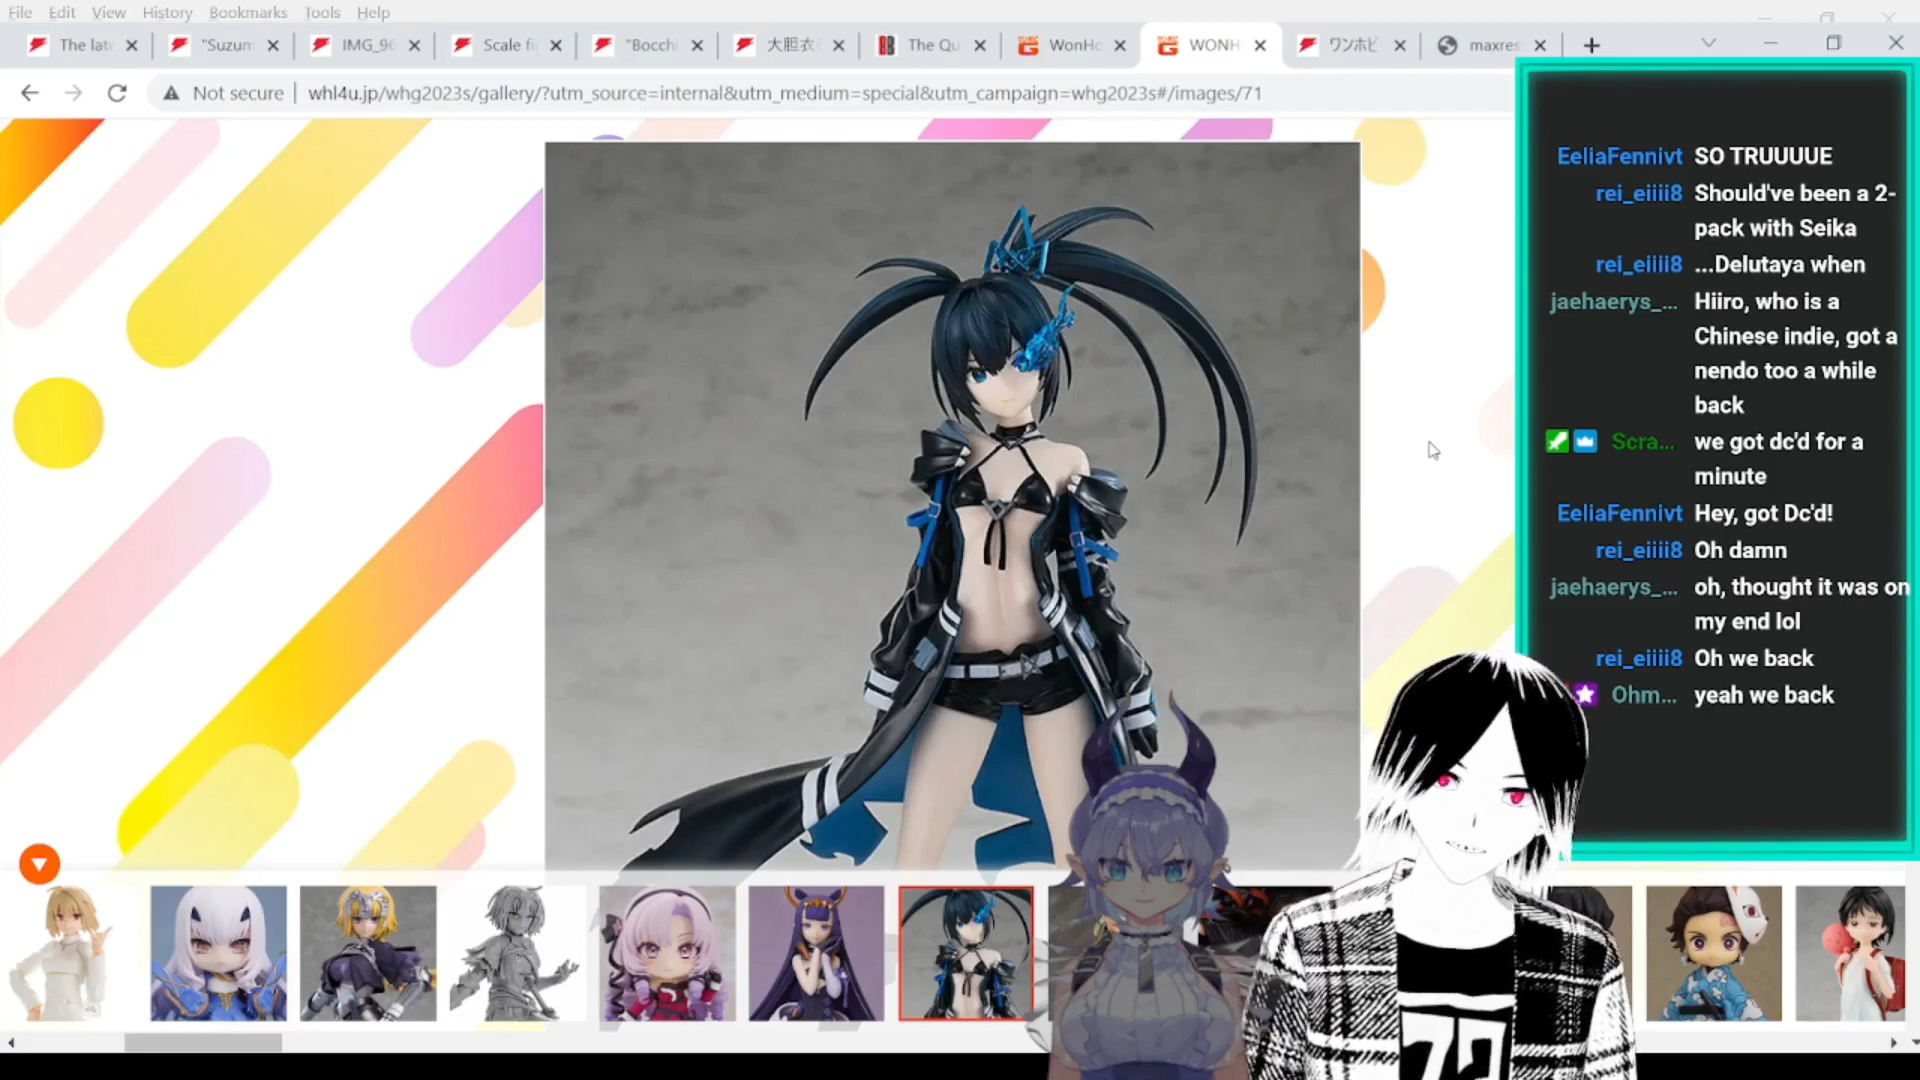 File Edit View History Bookmarks Tools Help
The late "Suzum IMG_96 Scale fi "Bocchi 大胆衣 The Qu WonHo WONH ワンホビ maxres
Not secure whl4u.jp/whg2023s/gallery/?utm_source=internal&utm_medium=special&utm_campaign=whg2023s#/images/71
EeliaFennivt SO TRUUUUE
rei_eiiii8 Should've been a 2-
pack with Seika
rei_eiiii8 ...Delutaya when
jaehaerys_... Hiiro, who is a
Chinese indie, got a
nendo too a while
back
Scra... we got dc'd for a
minute
EeliaFennivt Hey, got Dc'd!
rei_eiiii8 Oh damn
jaehaerys_... oh, thought it was on
my end lol
rei_eiiii8 Oh we back
Ohm... yeah we back
72